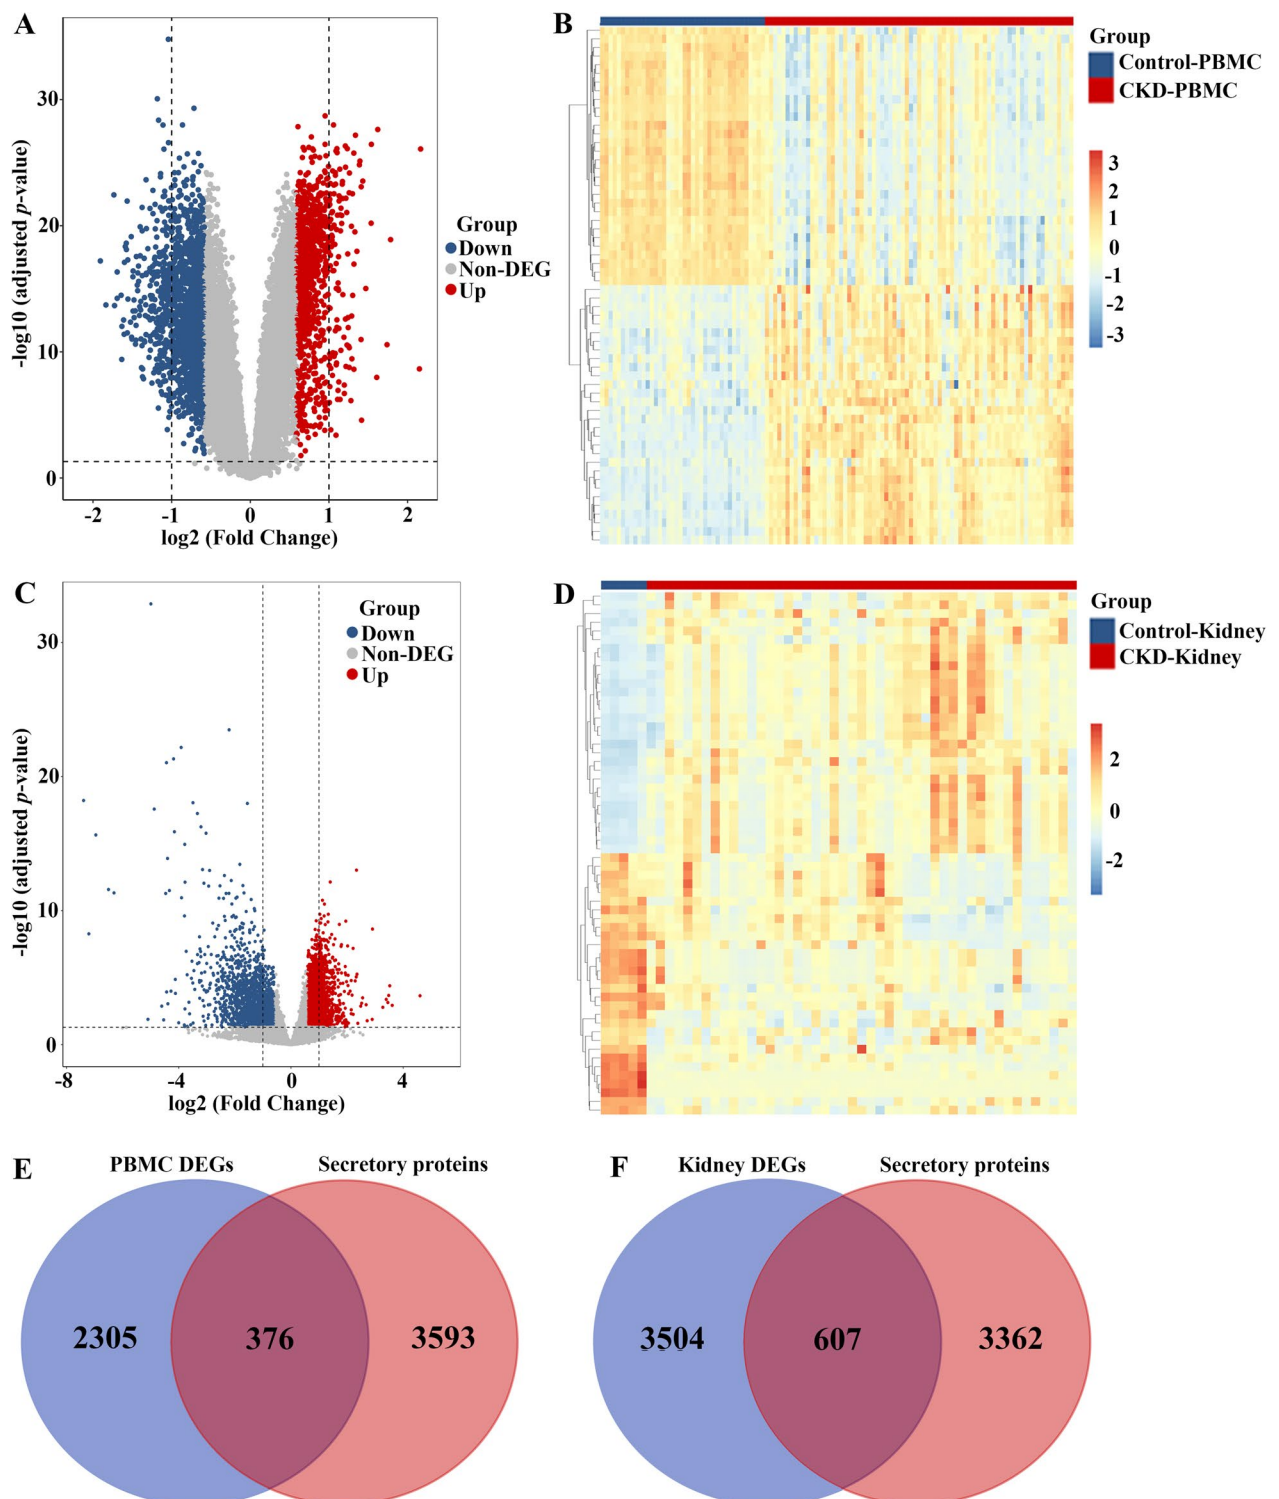 A
-log10 (adjusted p-value)
30
20
10
0
-2 -1 0 1 2
log2 (Fold Change)
Group
Down
Non-DEG
Up
B
Group
Control-PBMC
CKD-PBMC
3
2
1
0
-1
-2
-3
C
-log10 (adjusted p-value)
30
20
10
0
-8 -4 0 4
log2 (Fold Change)
Group
Down
Non-DEG
Up
D
Group
Control-Kidney
CKD-Kidney
2
0
-2
E
PBMC DEGs Secretory proteins
2305 376 3593
F
Kidney DEGs Secretory proteins
3504 607 3362